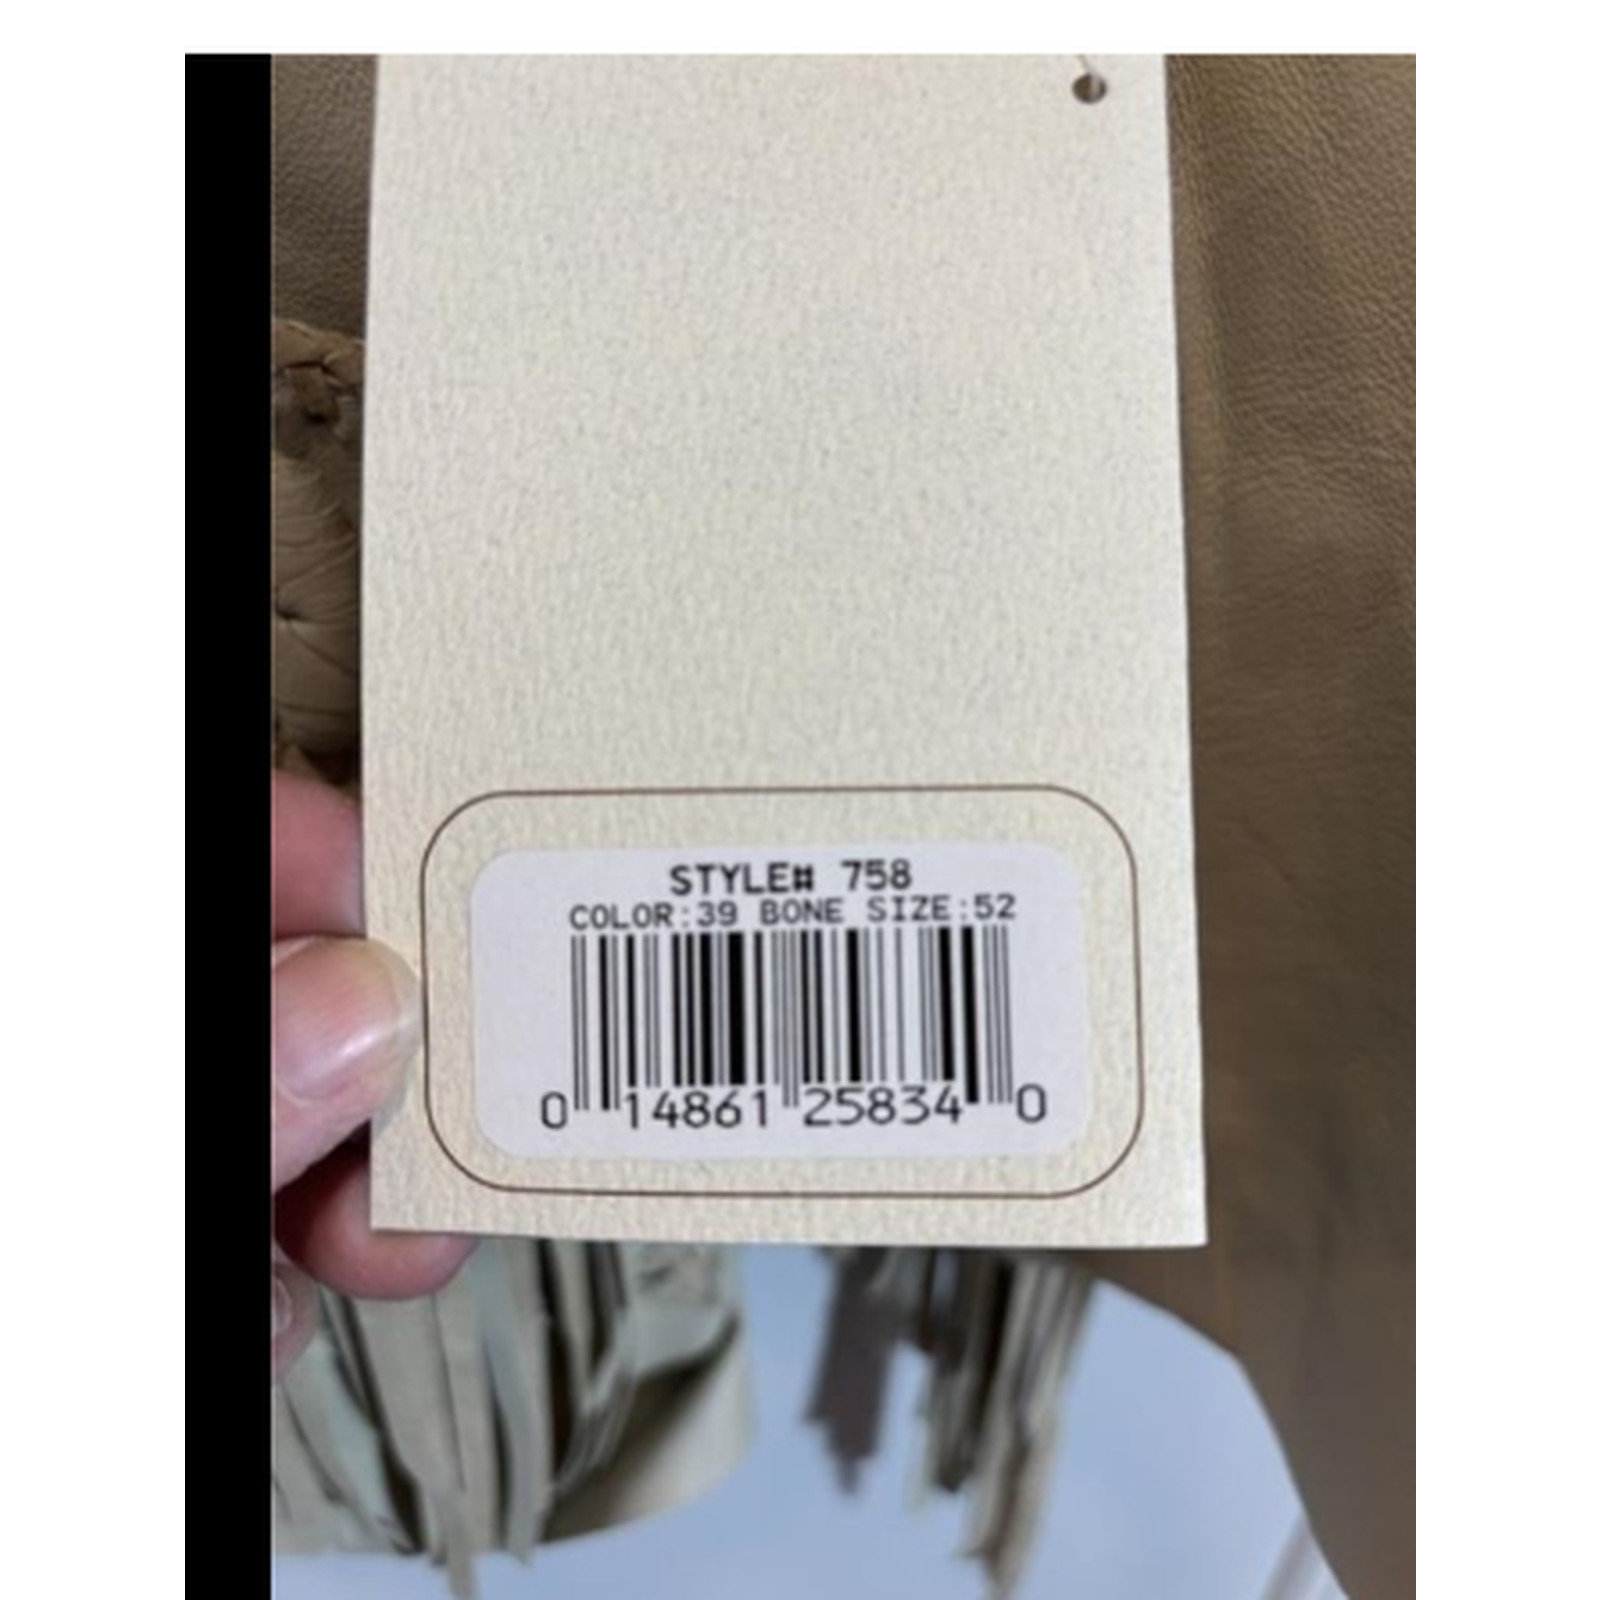 STYLE# 758
COLOR:39 BONE SIZE:52
0 14861 25834 0